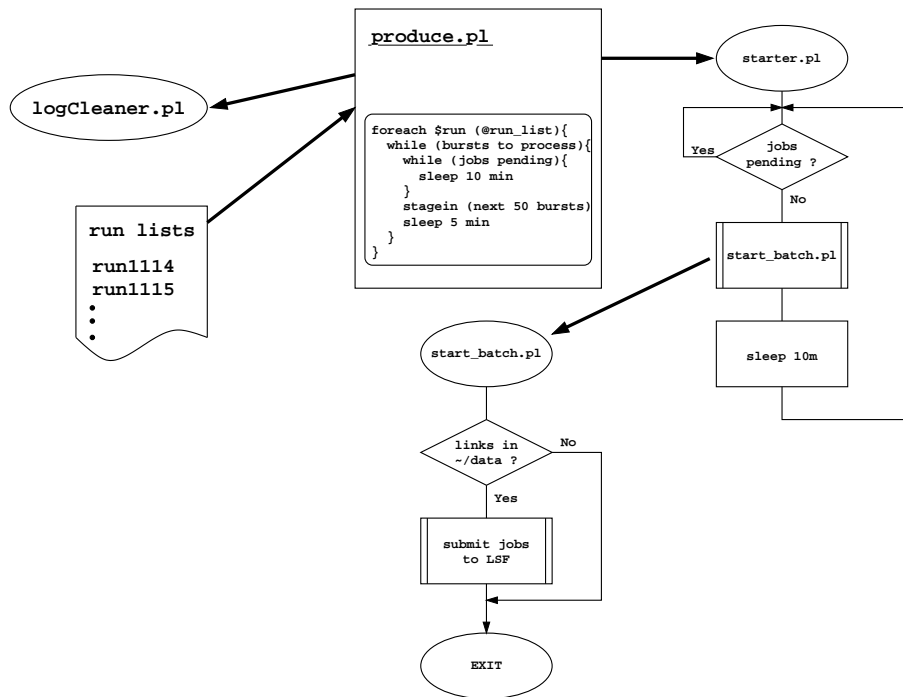 produce.pl
foreach $run (@run_list){
while (bursts to process){
while (jobs pending){
sleep 10 min
}
stagein (next 50 bursts)
sleep 5 min
}
}
logCleaner.pl
run lists
run1114
run1115
starter.pl
jobs
pending ?
Yes
No
start_batch.pl
sleep 10m
start_batch.pl
links in
~/data ?
No
Yes
submit jobs
to LSF
EXIT